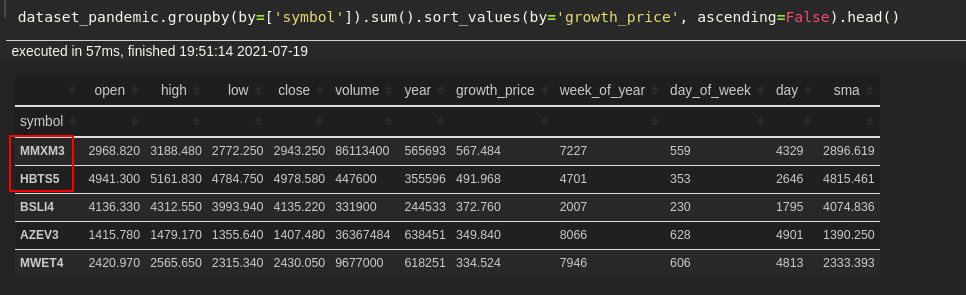 dataset_pandemic.groupby(by=['symbol']).sum().sort_values(by='growth_price', ascending=False).head()
executed in 57ms, finished 19:51:14 2021-07-19
open high low close volume year growth_price week_of_year day_of_week day sma
symbol
MMXM3 2968.820 3188.480 2772.250 2943.250 86113400 565693 567.484 7227 559 4329 2896.619
HBTS5 4941.300 5161.830 4784.750 4978.580 447600 355596 491.968 4701 353 2646 4815.461
BSLI4 4136.330 4312.550 3993.940 4135.220 331900 244533 372.760 2007 230 1795 4074.836
AZEV3 1415.780 1479.170 1355.640 1407.480 36367484 638451 349.840 8066 628 4901 1390.250
MWET4 2420.970 2565.650 2315.340 2430.050 9677000 618251 334.524 7946 606 4813 2333.393